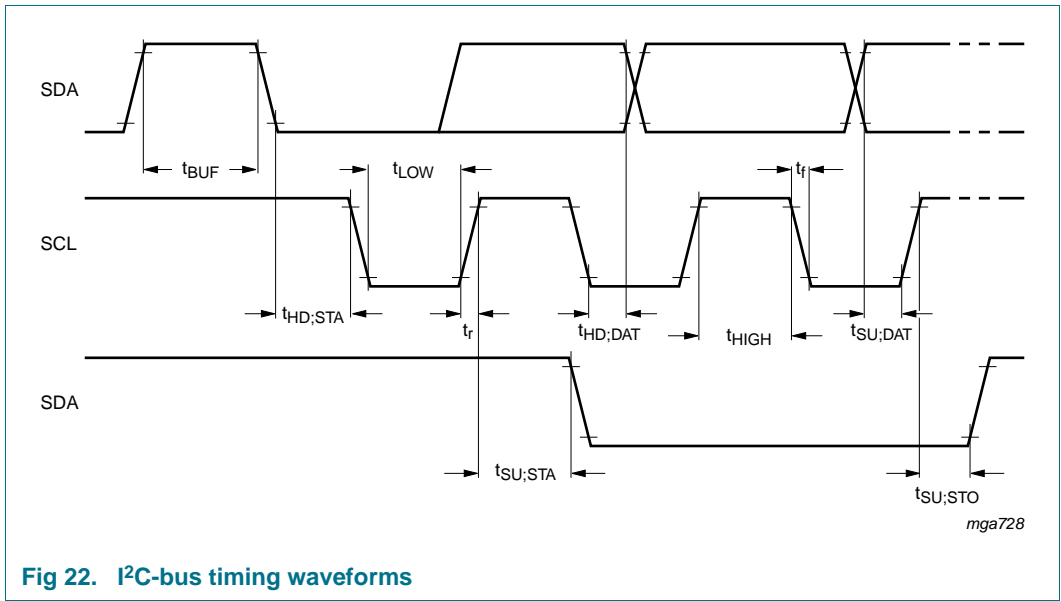 SDA
tBUF
tLOW
tf
SCL
tHD;STA
tr
tHD;DAT
tHIGH
tSU;DAT
SDA
tSU;STA
tSU;STO
mga728
Fig 22. I2C-bus timing waveforms